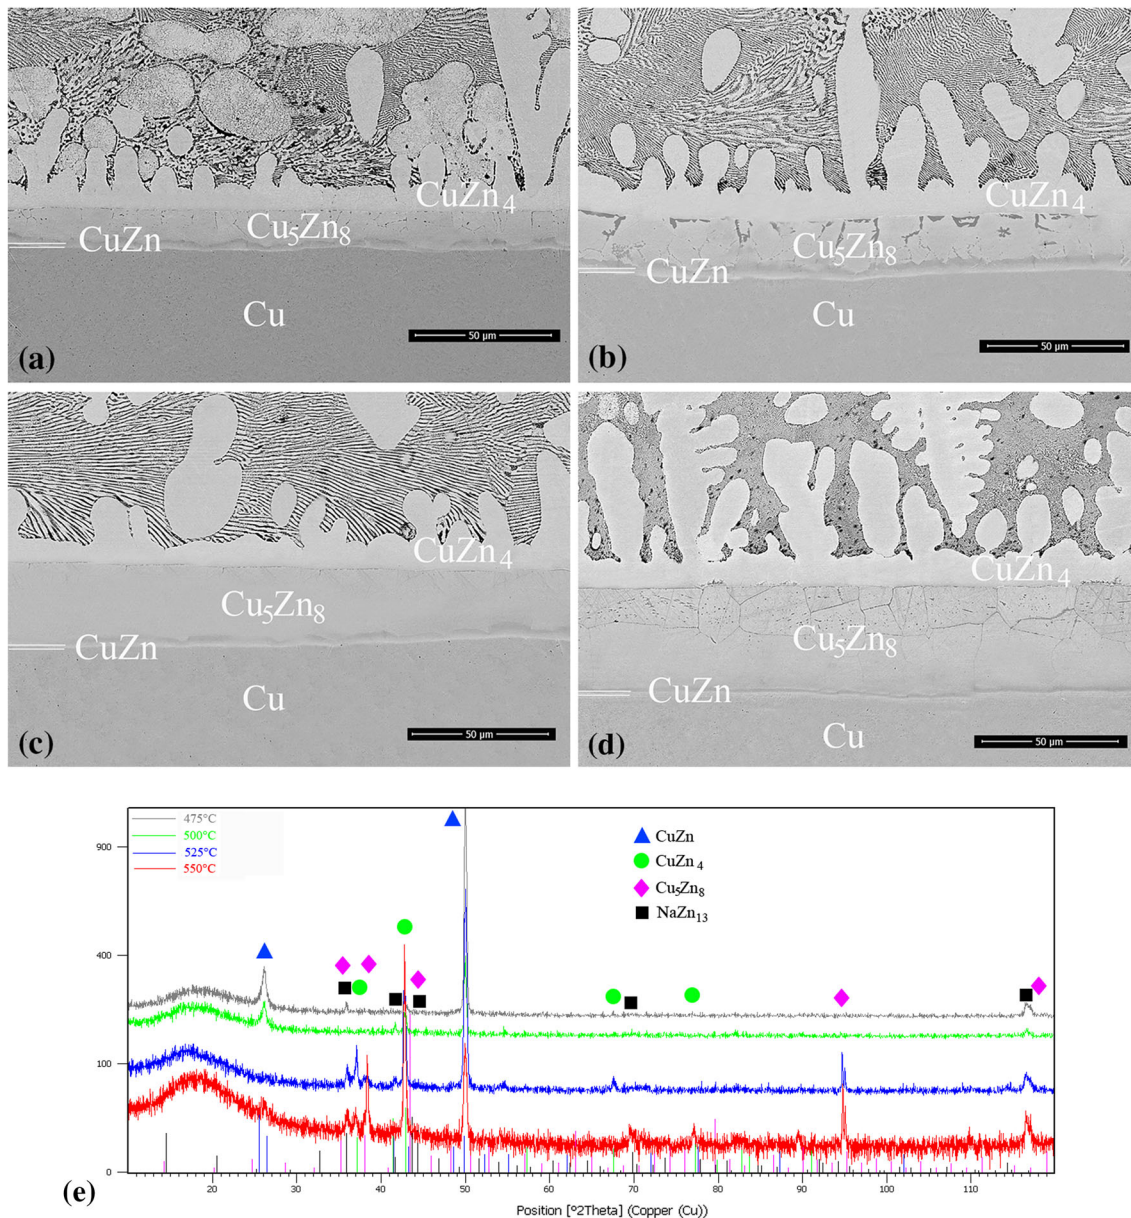 CuZn4
Cu5Zn8
CuZn
Cu
50 µm
(a)
CuZn4
Cu5Zn8
CuZn
Cu
50 µm
(b)
CuZn4
Cu5Zn8
CuZn
Cu
50 µm
(c)
CuZn4
Cu5Zn8
CuZn
Cu
50 µm
(d)
475°C
500°C
525°C
550°C
CuZn
CuZn4
Cu5Zn8
NaZn13
900
400
100
0
20 30 40 50 60 70 80 90 100 110
Position [°2Theta] (Copper (Cu))
(e)